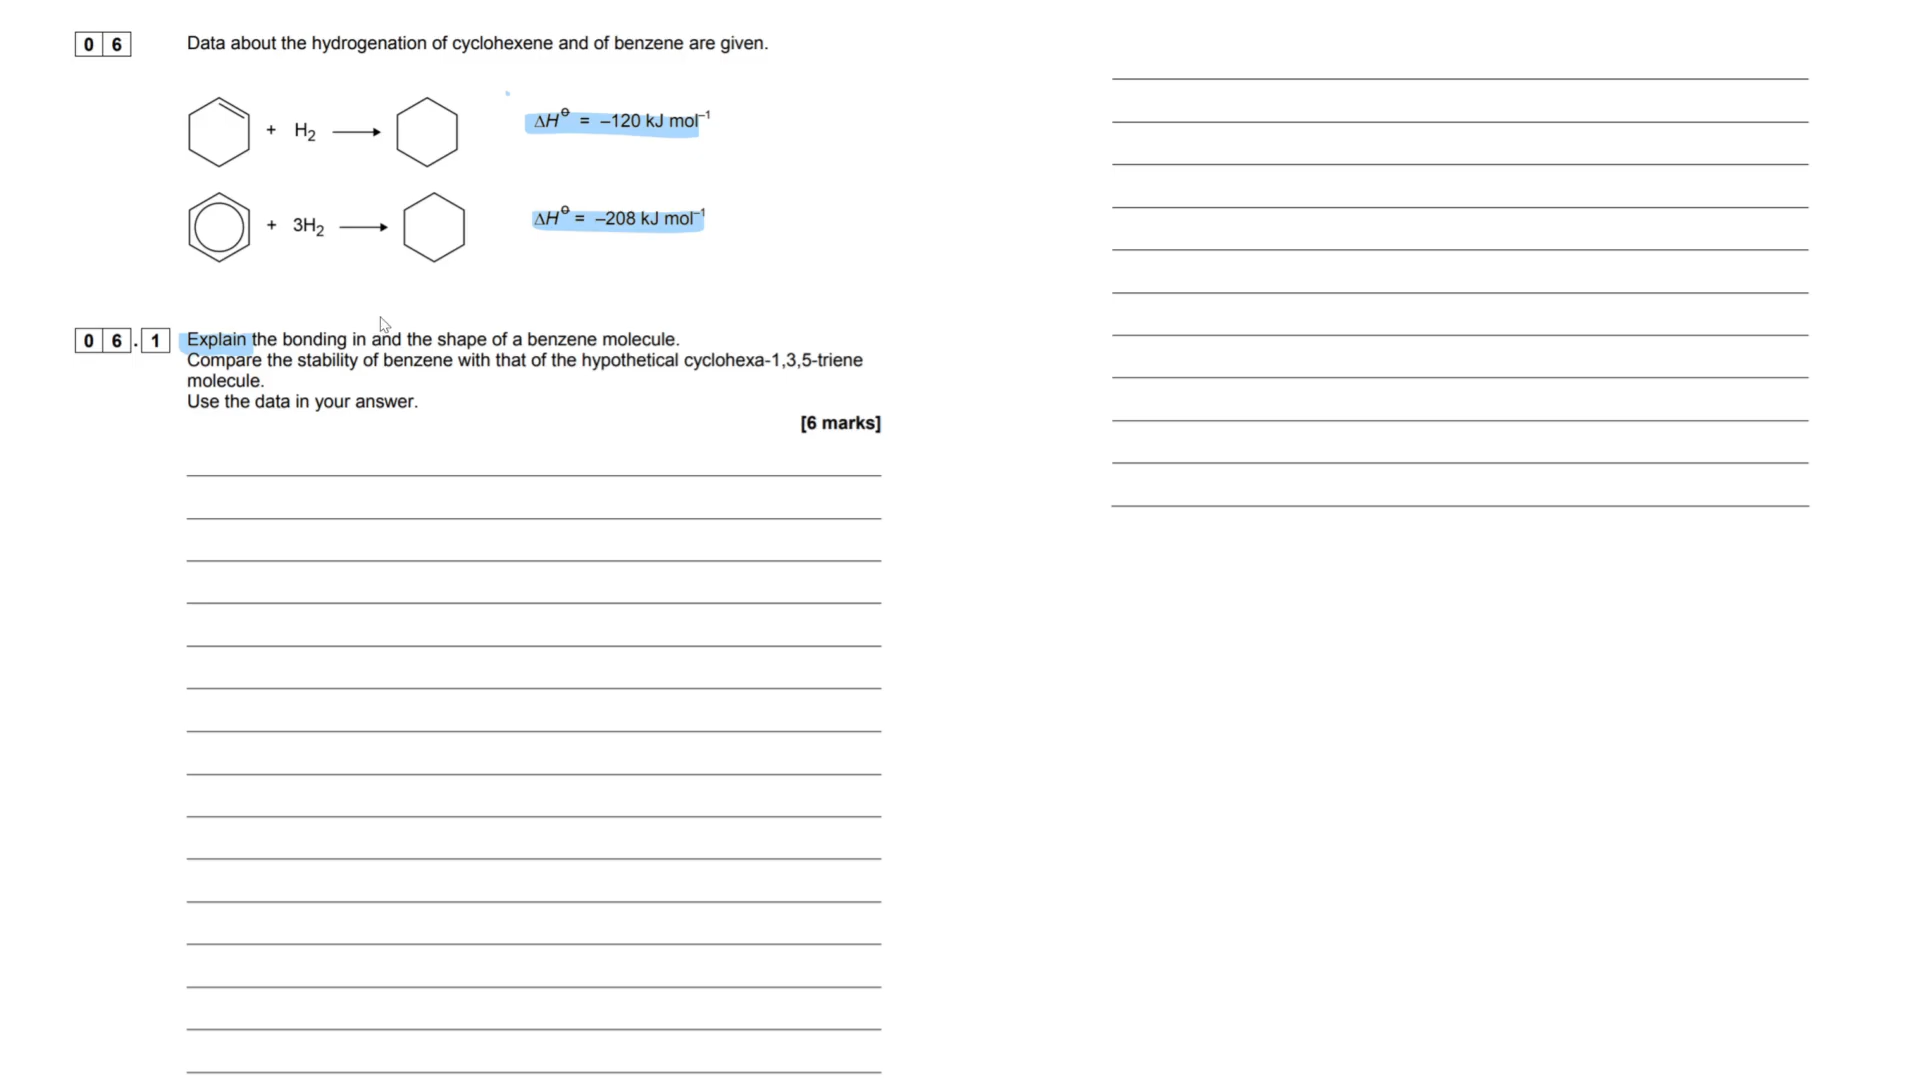 0 6 Data about the hydrogenation of cyclohexene and of benzene are given.
+ H₂ ⟶ ΔH⦵ = –120 kJ mol⁻¹
+ 3H₂ ⟶ ΔH⦵ = –208 kJ mol⁻¹
0 6 . 1 Explain the bonding in and the shape of a benzene molecule.
Compare the stability of benzene with that of the hypothetical cyclohexa-1,3,5-triene
molecule.
Use the data in your answer.
[6 marks]